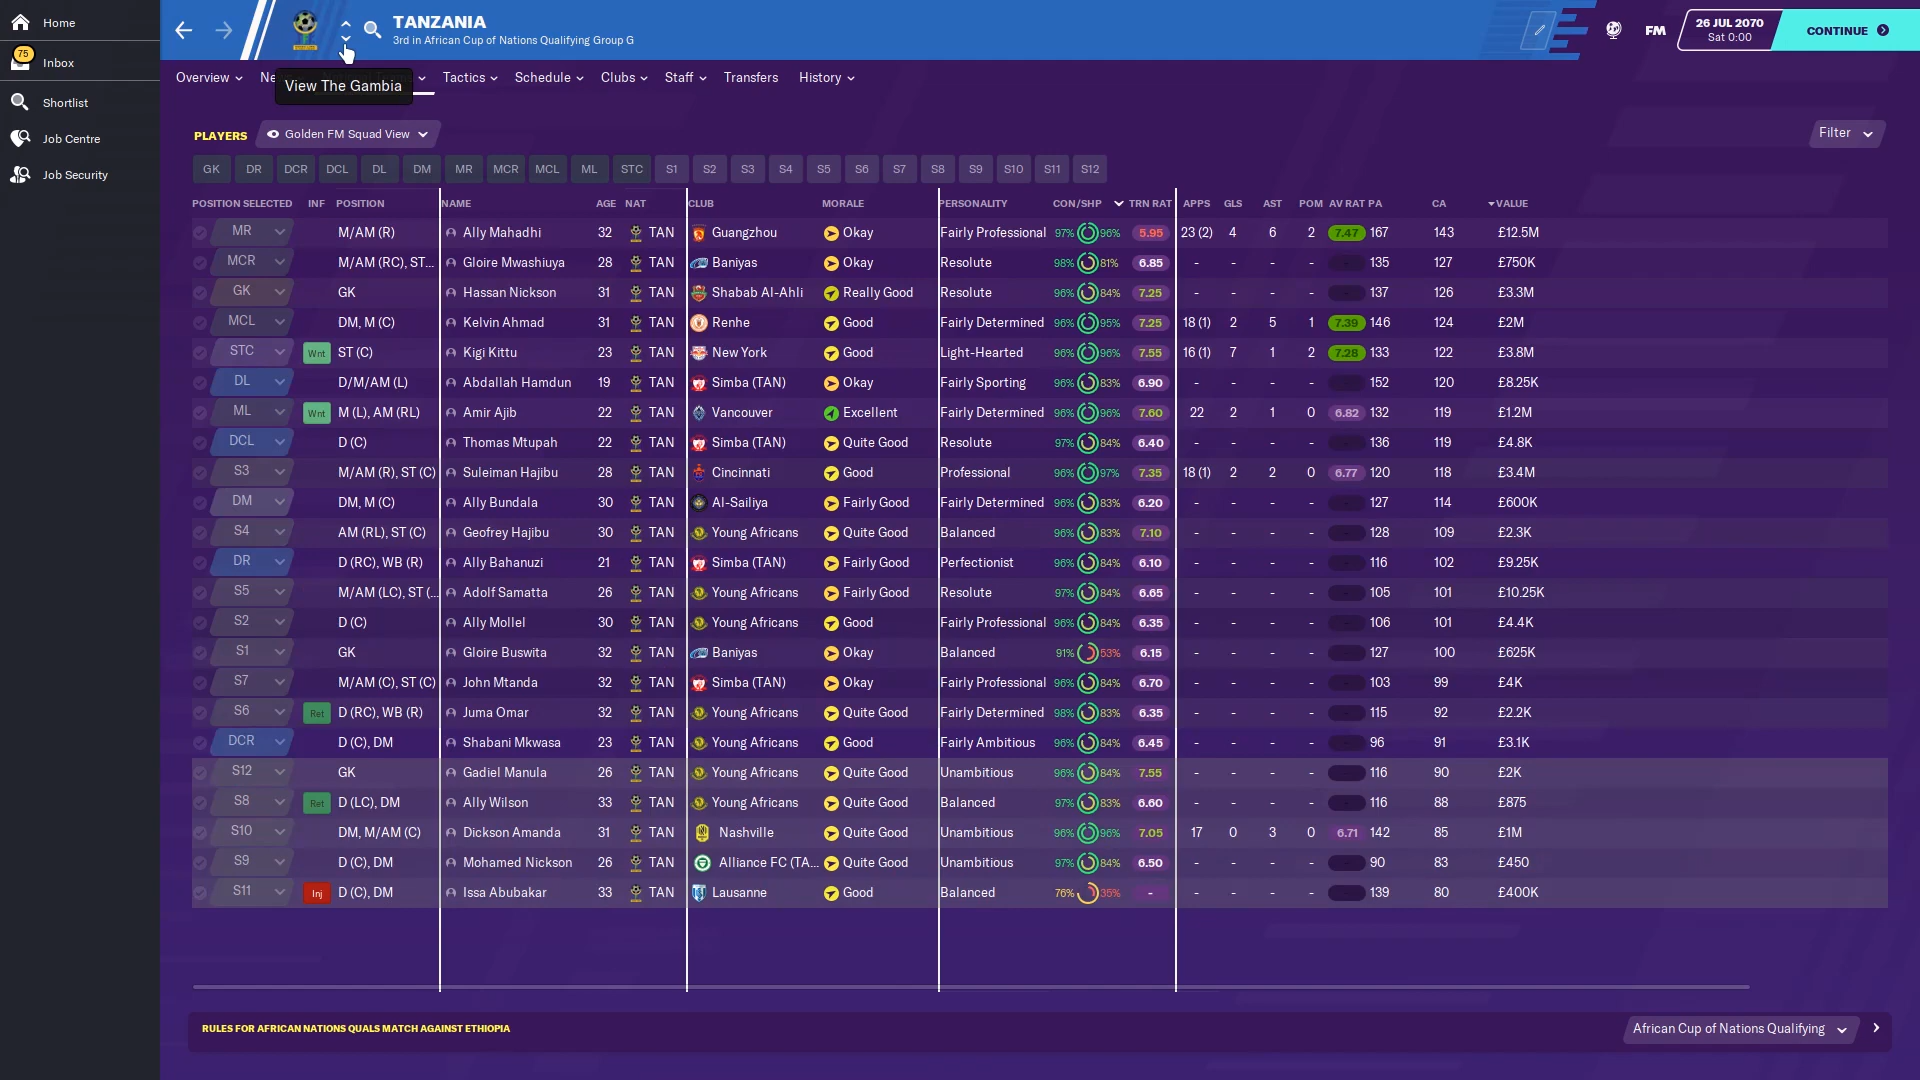 Home
75
Inbox
Shortlist
Job Centre
Job Security
TANZANIA
3rd in African Cup of Nations Qualifying Group G
FM
26 JUL 2070
Sat 0:00
CONTINUE
Overview Tactics Schedule Clubs Staff Transfers History
View The Gambia
PLAYERS Golden FM Squad View Filter
GK DR DCR DCL DL DM MR MCR MCL ML STC S1 S2 S3 S4 S5 S6 S7 S8 S9 S10 S11 S12
POSITION SELECTED INF POSITION NAME AGE NAT CLUB MORALE PERSONALITY CON/SHP TRN RAT APPS GLS AST POM AV RAT PA CA VALUE
MR M/AM (R) Ally Mahadhi 32 TAN Guangzhou Okay Fairly Professional 97% 96% 5.95 23 (2) 4 6 2 7.47 167 143 £12.5M
MCR M/AM (RC), ST... Gloire Mwashiuya 28 TAN Baniyas Okay Resolute 98% 81% 6.85 - - - - - 135 127 £750K
GK GK Hassan Nickson 31 TAN Shabab Al-Ahli Really Good Resolute 96% 84% 7.25 - - - - - 137 126 £3.3M
MCL DM, M (C) Kelvin Ahmad 31 TAN Renhe Good Fairly Determined 96% 95% 7.25 18 (1) 2 5 1 7.39 146 124 £2M
STC Wnt ST (C) Kigi Kittu 23 TAN New York Good Light-Hearted 96% 96% 7.55 16 (1) 7 1 2 7.28 133 122 £3.8M
DL D/M/AM (L) Abdallah Hamdun 19 TAN Simba (TAN) Okay Fairly Sporting 96% 83% 6.90 - - - - - 152 120 £8.25K
ML Wnt M (L), AM (RL) Amir Ajib 22 TAN Vancouver Excellent Fairly Determined 96% 96% 7.60 22 2 1 0 6.82 132 119 £1.2M
DCL D (C) Thomas Mtupah 22 TAN Simba (TAN) Quite Good Resolute 97% 84% 6.40 - - - - - 136 119 £4.8K
S3 M/AM (R), ST (C) Suleiman Hajibu 28 TAN Cincinnati Good Professional 96% 97% 7.35 18 (1) 2 2 0 6.77 120 118 £3.4M
DM DM, M (C) Ally Bundala 30 TAN Al-Sailiya Fairly Good Fairly Determined 96% 83% 6.20 - - - - - 127 114 £600K
S4 AM (RL), ST (C) Geofrey Hajibu 30 TAN Young Africans Quite Good Balanced 96% 83% 7.10 - - - - - 128 109 £2.3K
DR D (RC), WB (R) Ally Bahanuzi 21 TAN Simba (TAN) Fairly Good Perfectionist 96% 84% 6.10 - - - - - 116 102 £9.25K
S5 M/AM (LC), ST (... Adolf Samatta 26 TAN Young Africans Fairly Good Resolute 97% 84% 6.65 - - - - - 105 101 £10.25K
S2 D (C) Ally Mollel 30 TAN Young Africans Good Fairly Professional 96% 84% 6.35 - - - - - 106 101 £4.4K
S1 GK Gloire Buswita 32 TAN Baniyas Okay Balanced 91% 53% 6.15 - - - - - 127 100 £625K
S7 M/AM (C), ST (C) John Mtanda 32 TAN Simba (TAN) Okay Fairly Professional 96% 84% 6.70 - - - - - 103 99 £4K
S6 Ret D (RC), WB (R) Juma Omar 32 TAN Young Africans Quite Good Fairly Determined 98% 83% 6.35 - - - - - 115 92 £2.2K
DCR D (C), DM Shabani Mkwasa 23 TAN Young Africans Good Fairly Ambitious 96% 84% 6.45 - - - - - 96 91 £3.1K
S12 GK Gadiel Manula 26 TAN Young Africans Quite Good Unambitious 96% 84% 7.55 - - - - - 116 90 £2K
S8 Ret D (LC), DM Ally Wilson 33 TAN Young Africans Quite Good Balanced 97% 83% 6.60 - - - - - 116 88 £875
S10 DM, M/AM (C) Dickson Amanda 31 TAN Nashville Quite Good Unambitious 96% 96% 7.05 17 0 3 0 6.71 142 85 £1M
S9 D (C), DM Mohamed Nickson 26 TAN Alliance FC (TA... Quite Good Unambitious 97% 84% 6.50 - - - - - 90 83 £450
S11 Inj D (C), DM Issa Abubakar 33 TAN Lausanne Good Balanced 76% 35% - - - - - - 139 80 £400K
RULES FOR AFRICAN NATIONS QUALS MATCH AGAINST ETHIOPIA African Cup of Nations Qualifying